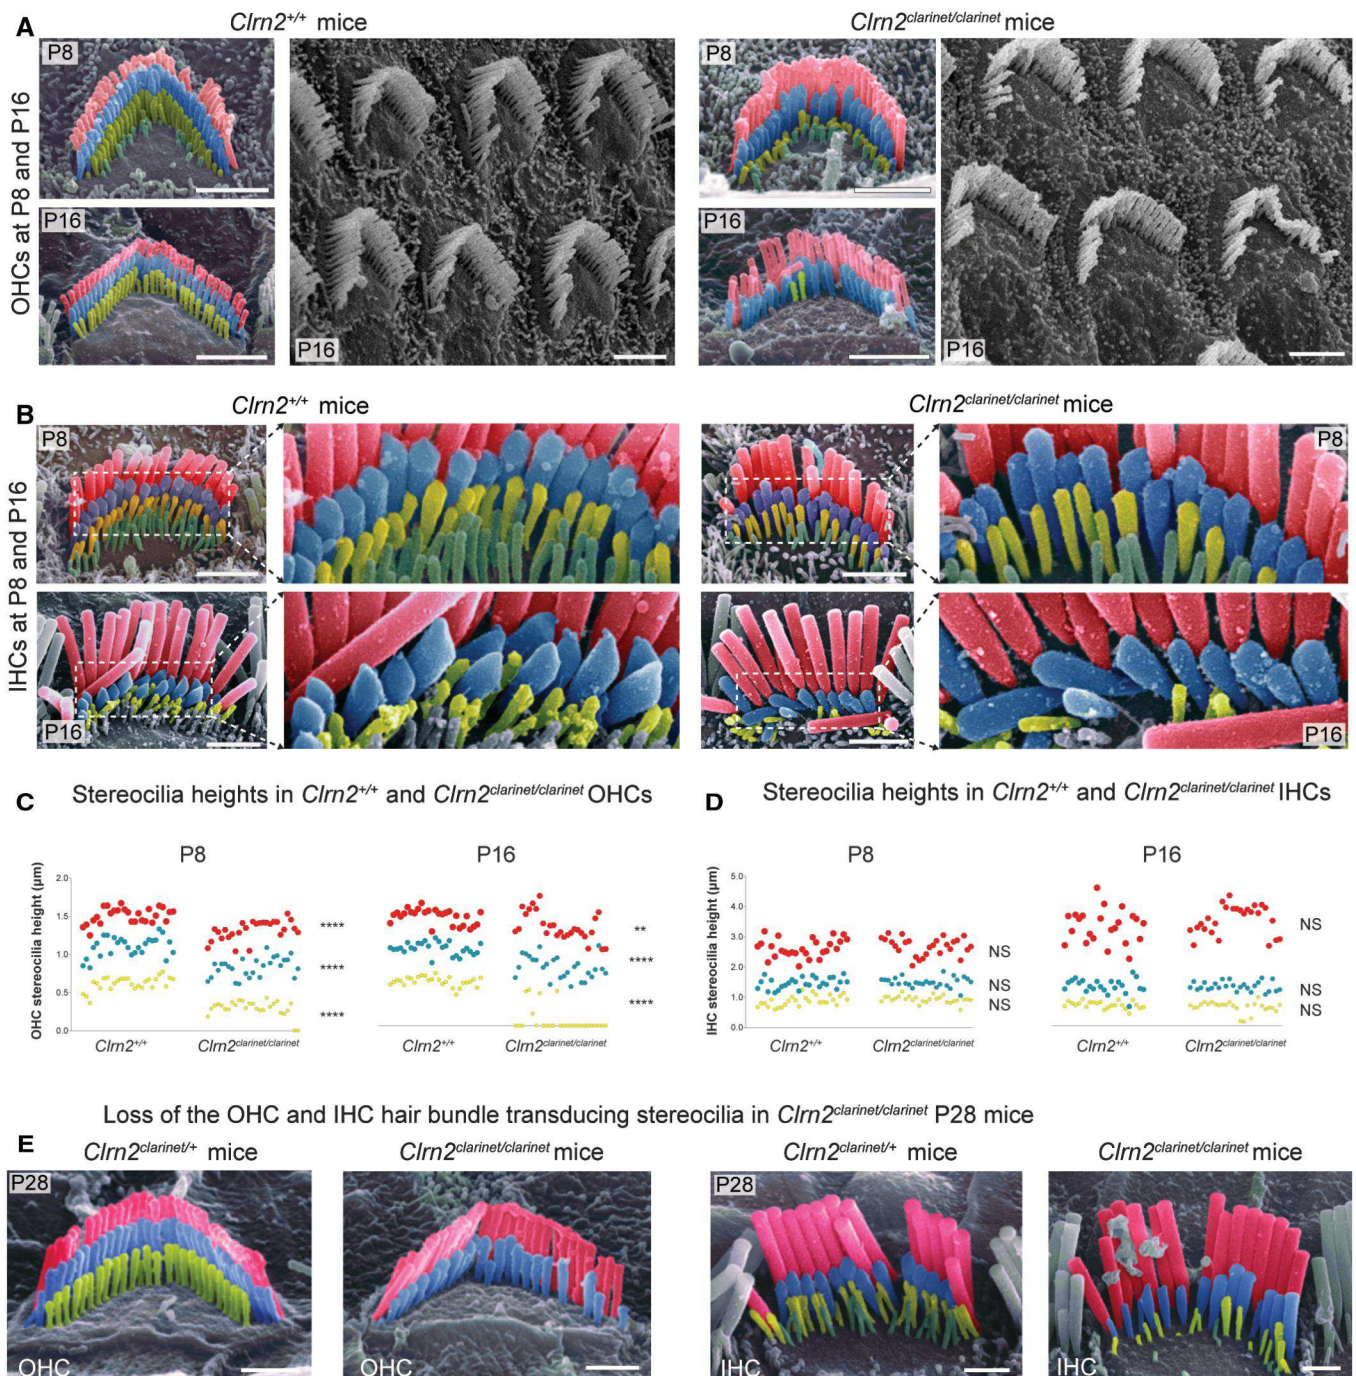 A
Clrn2+/+ mice
Clrn2clarinet/clarinet mice
OHCs at P8 and P16
P8
P16
P16
P8
P16
P16
B
Clrn2+/+ mice
Clrn2clarinet/clarinet mice
IHCs at P8 and P16
P8
P16
P8
P16
C
Stereocilia heights in Clrn2+/+ and Clrn2clarinet/clarinet OHCs
P8
P16
OHC stereocilia height (μm)
2.0
1.5
1.0
0.5
0.0
****
****
****
**
****
****
Clrn2+/+
Clrn2clarinet/clarinet
Clrn2+/+
Clrn2clarinet/clarinet
D
Stereocilia heights in Clrn2+/+ and Clrn2clarinet/clarinet IHCs
P8
P16
IHC stereocilia height (μm)
5.0
4.0
3.0
2.0
1.0
0.0
NS
NS
NS
NS
NS
NS
Clrn2+/+
Clrn2clarinet/clarinet
Clrn2+/+
Clrn2clarinet/clarinet
Loss of the OHC and IHC hair bundle transducing stereocilia in Clrn2clarinet/clarinet P28 mice
E
Clrn2clarinet/+ mice
Clrn2clarinet/clarinet mice
Clrn2clarinet/+ mice
Clrn2clarinet/clarinet mice
P28
OHC
OHC
P28
IHC
IHC